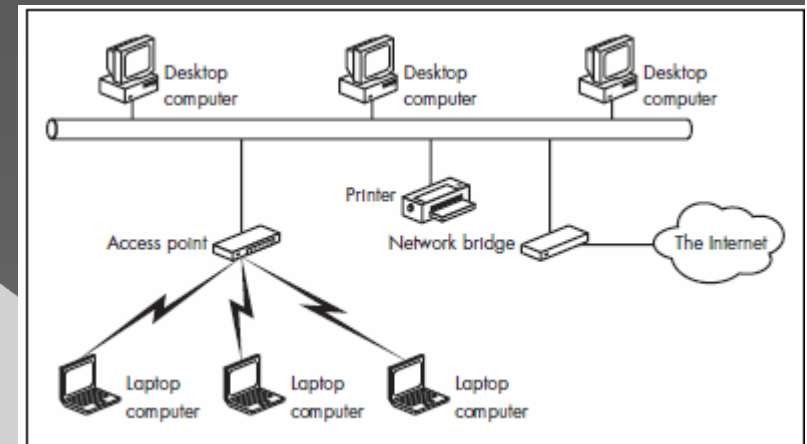 Desktop
computer
Desktop
computer
Desktop
computer
Printer
Access point
Network bridge
The Internet
Laptop
computer
Laptop
computer
Laptop
computer